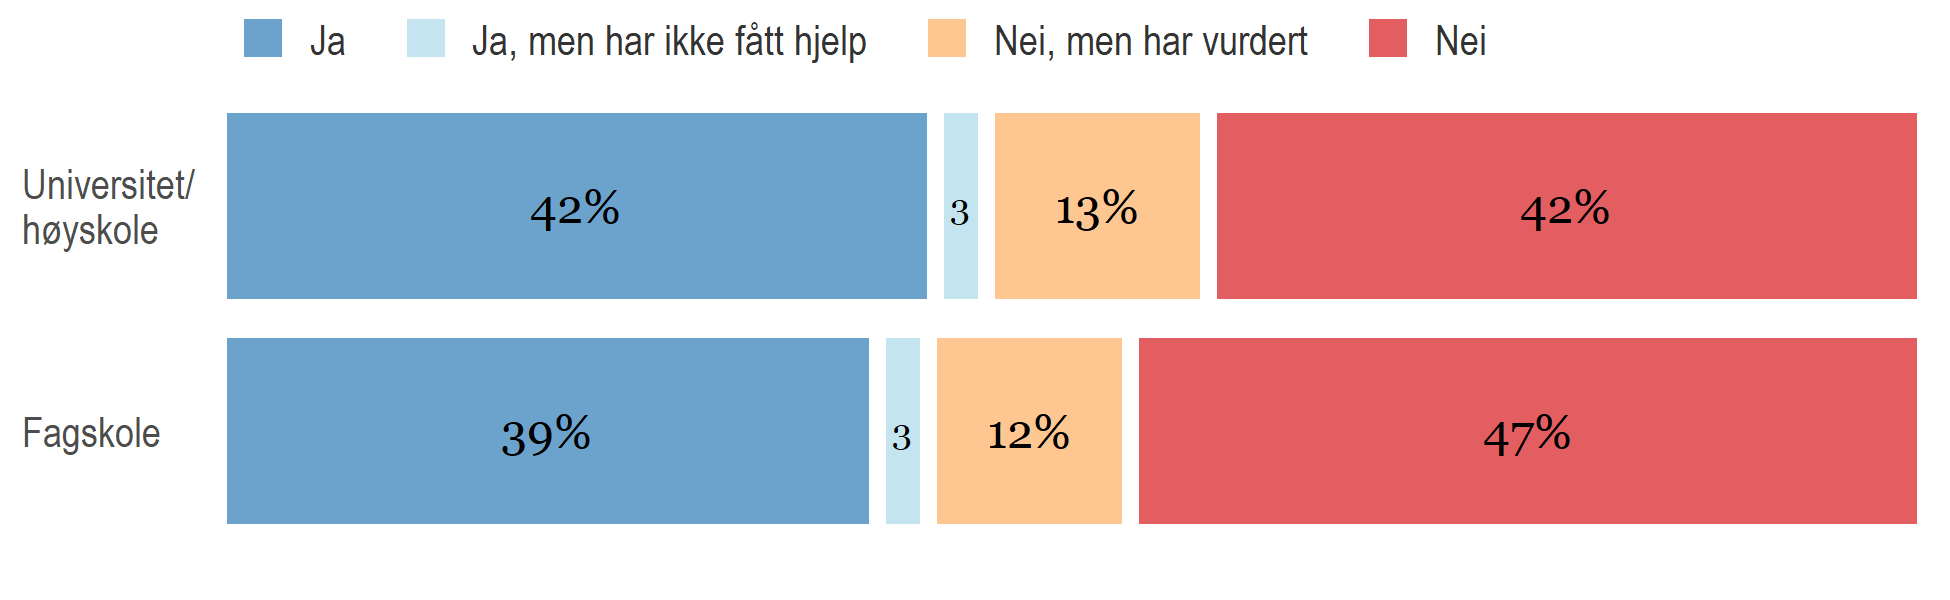 Ja Ja, men har ikke fått hjelp Nei, men har vurdert Nei
Universitet/
høyskole
42% 3 13% 42%
Fagskole
39% 3 12% 47%